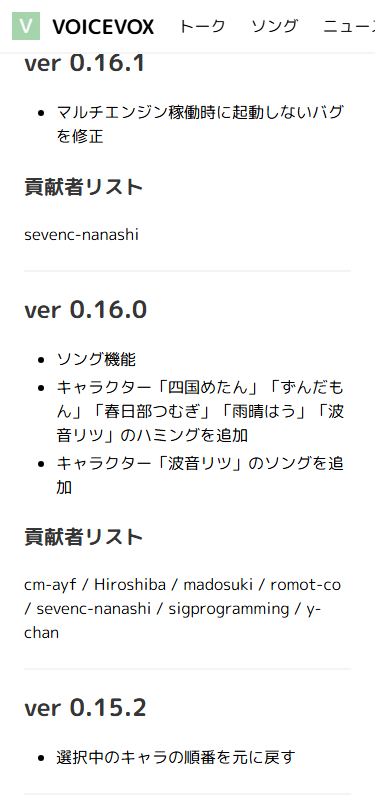 V VOICEVOX トーク ソング ニュー
ver 0.16.1
マルチエンジン稼働時に起動しないバグ
を修正
貢献者リスト
sevenc-nanashi
ver 0.16.0
ソング機能
キャラクター「四国めたん」「ずんだも
ん」「春日部つむぎ」「雨晴はう」「波
音リツ」のハミングを追加
キャラクター「波音リツ」のソングを追
加
貢献者リスト
cm-ayf / Hiroshiba / madosuki / romot-co
/ sevenc-nanashi / sigprogramming / y-
chan
ver 0.15.2
選択中のキャラの順番を元に戻す